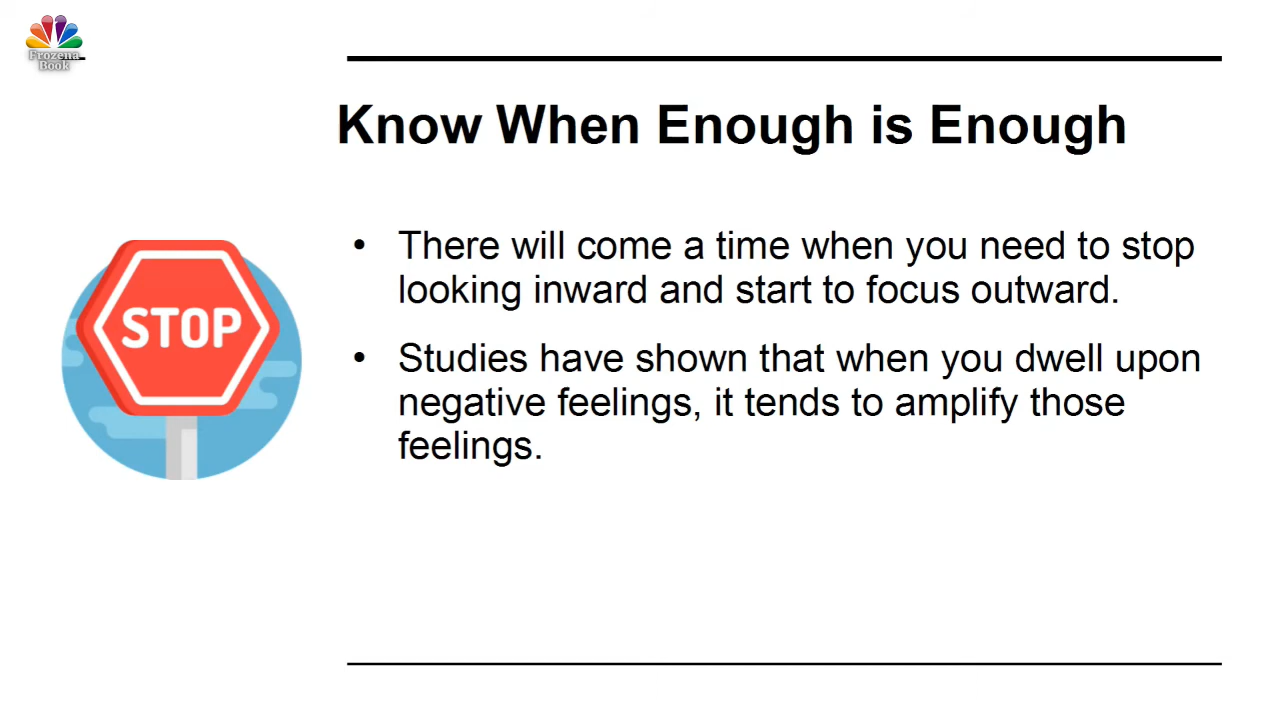 Frozena
Book
Know When Enough is Enough
STOP
• There will come a time when you need to stop
looking inward and start to focus outward.
• Studies have shown that when you dwell upon
negative feelings, it tends to amplify those
feelings.